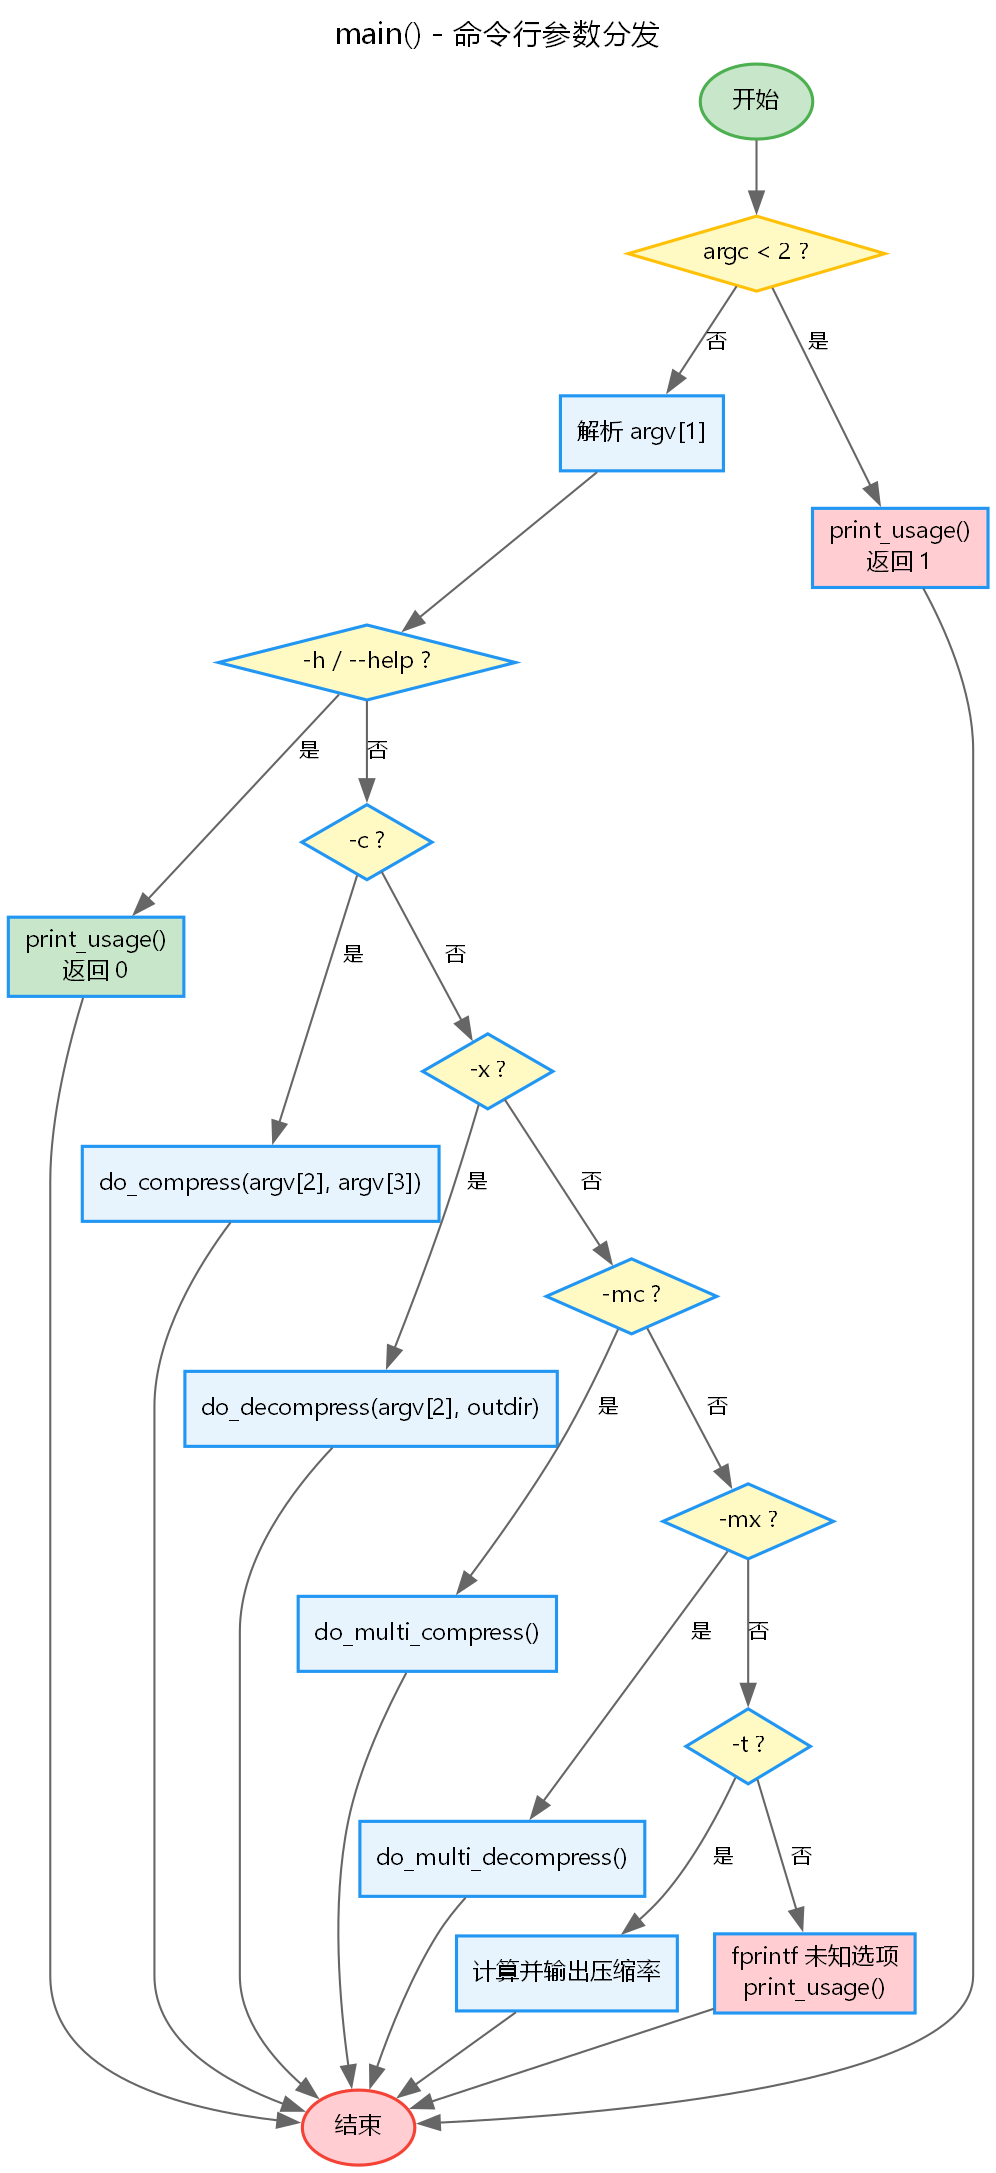 main() - 命令行参数分发
开始
argc < 2 ?
否
是
解析 argv[1]
print_usage()
返回 1
-h / --help ?
是
否
-c ?
print_usage()
返回 0
是
否
-x ?
do_compress(argv[2], argv[3])
是
否
-mc ?
do_decompress(argv[2], outdir)
是
否
-mx ?
do_multi_compress()
是
否
-t ?
do_multi_decompress()
是
否
计算并输出压缩率
fprintf 未知选项
print_usage()
结束